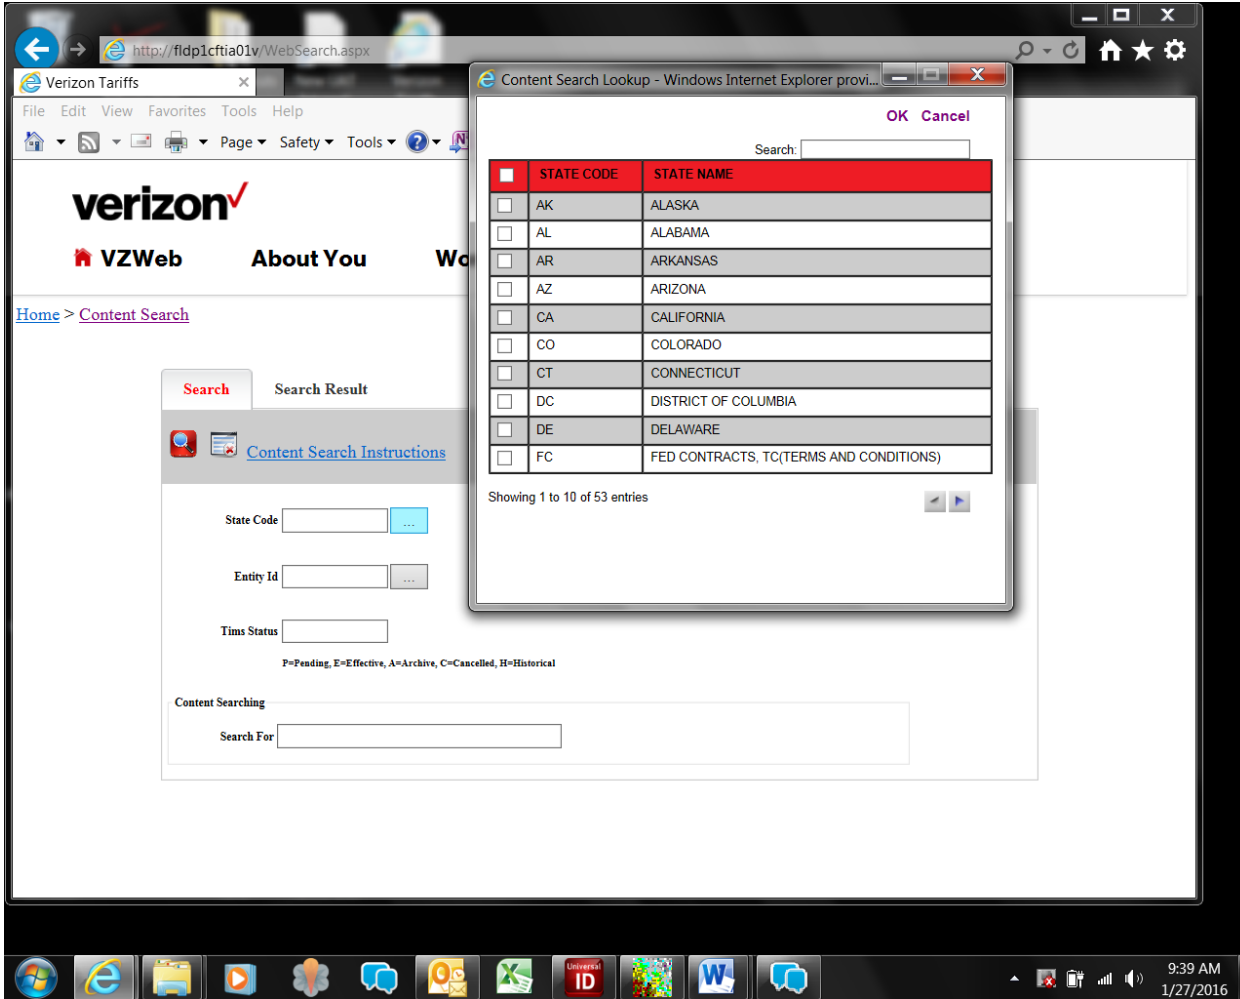 http://fldp1cftia01v/WebSearch.aspx
Verizon Tariffs
File Edit View Favorites Tools Help
Page Safety Tools
verizon
VZWeb About You Wo
Home > Content Search
Search Search Result
Content Search Instructions
State Code ...
Entity Id ...
Tims Status
P=Pending, E=Effective, A=Archive, C=Cancelled, H=Historical
Content Searching
Search For
Content Search Lookup - Windows Internet Explorer provi...
OK Cancel
Search:
STATE CODE STATE NAME
AK ALASKA
AL ALABAMA
AR ARKANSAS
AZ ARIZONA
CA CALIFORNIA
CO COLORADO
CT CONNECTICUT
DC DISTRICT OF COLUMBIA
DE DELAWARE
FC FED CONTRACTS, TC(TERMS AND CONDITIONS)
Showing 1 to 10 of 53 entries
Universal
ID
9:39 AM
1/27/2016